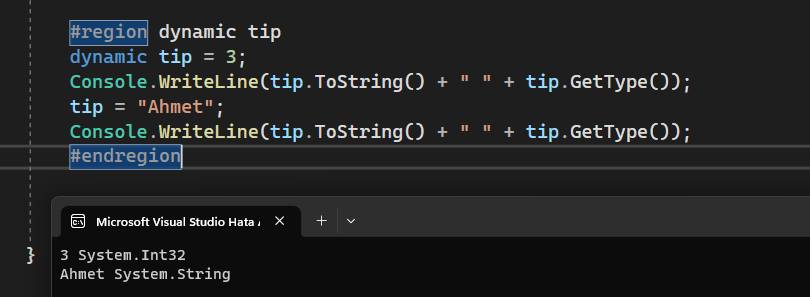 #region dynamic tip
dynamic tip = 3;
Console.WriteLine(tip.ToString() + " " + tip.GetType());
tip = "Ahmet";
Console.WriteLine(tip.ToString() + " " + tip.GetType());
#endregion
}
Microsoft Visual Studio Hata
3 System.Int32
Ahmet System.String